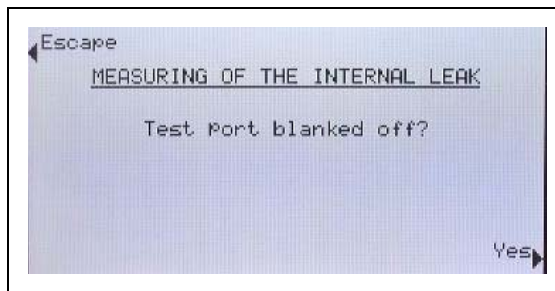 Escape
MEASURING OF THE INTERNAL LEAK
Test Port blanked off?
Yes